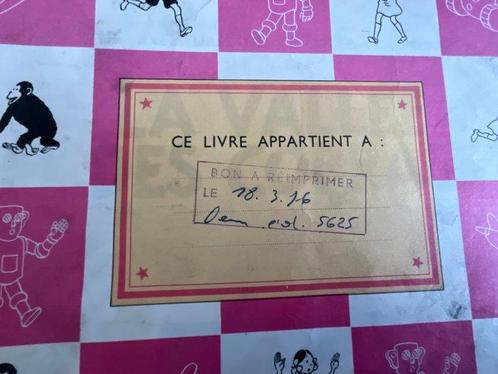 CE LIVRE APPARTIENT A :
BON A REIMPRIMER
LE 18.3.76
5625